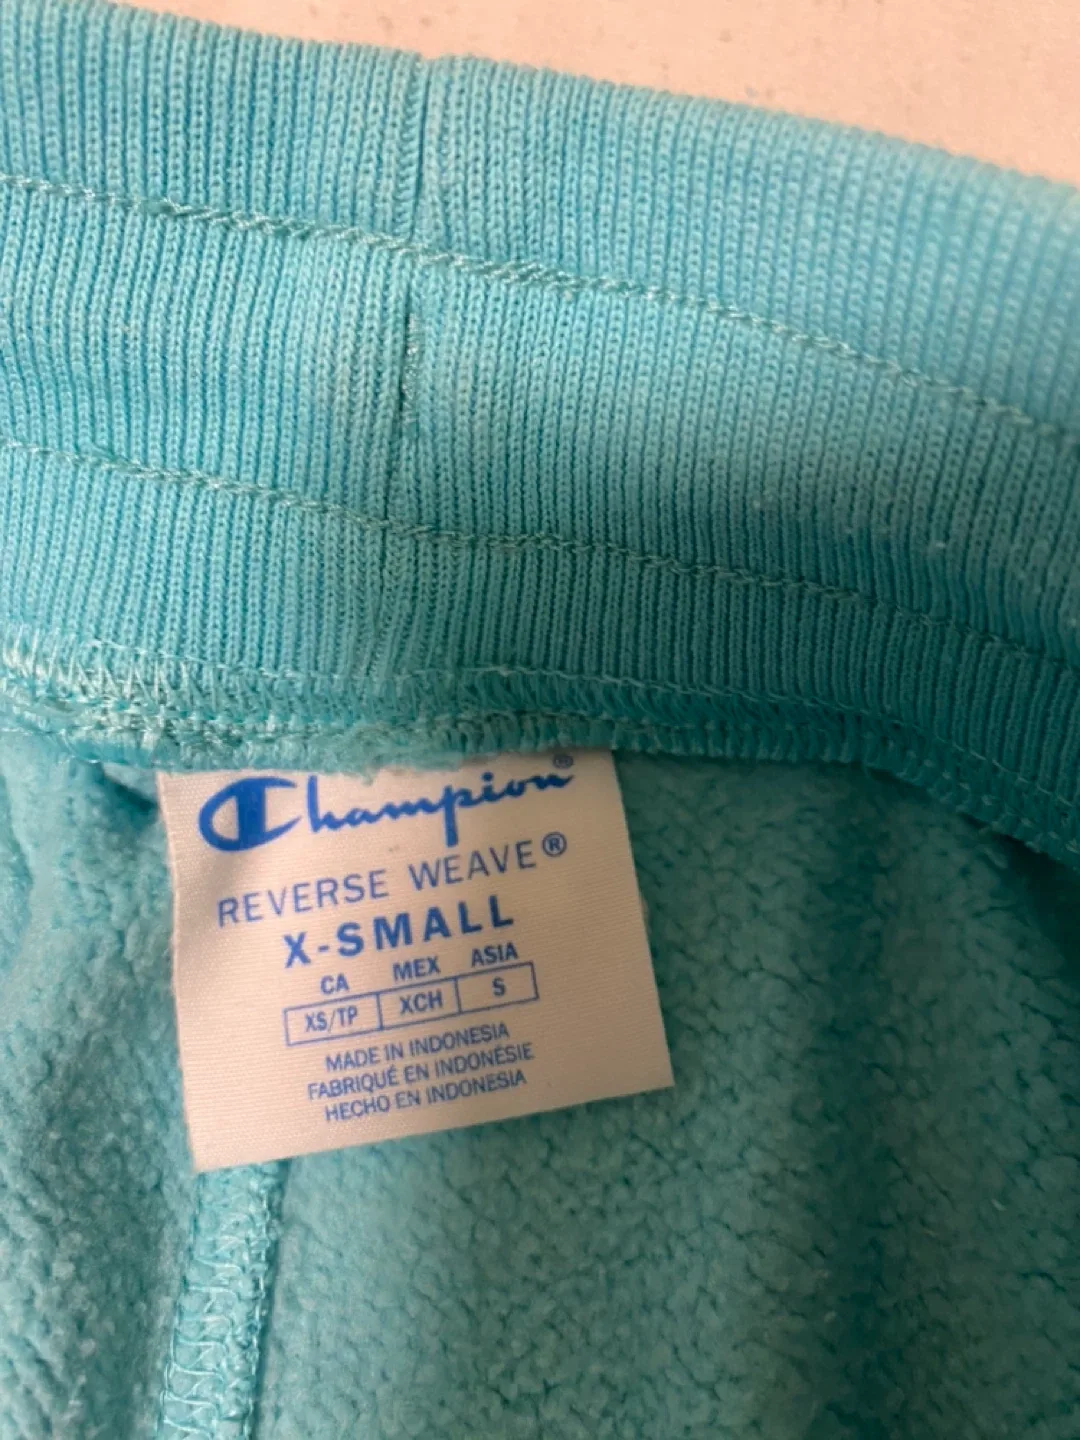 Champion®
REVERSE WEAVE®
X-SMALL
CA MEX ASIA
XS/TP XCH S
MADE IN INDONESIA
FABRIQUÉ EN INDONÉSIE
HECHO EN INDONESIA